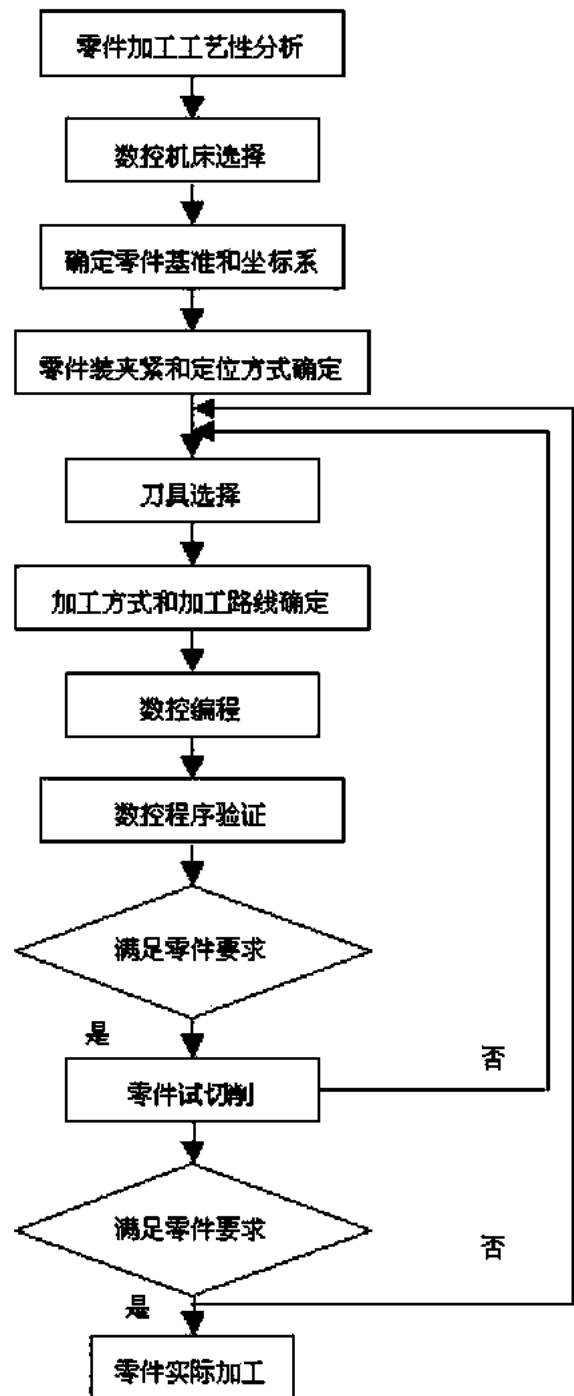 零件加工工艺性分析
数控机床选择
确定零件基准和坐标系
零件装夹紧和定位方式确定
刀具选择
加工方式和加工路线确定
数控编程
数控程序验证
满足零件要求
是
否
零件试切削
满足零件要求
否
是
零件实际加工